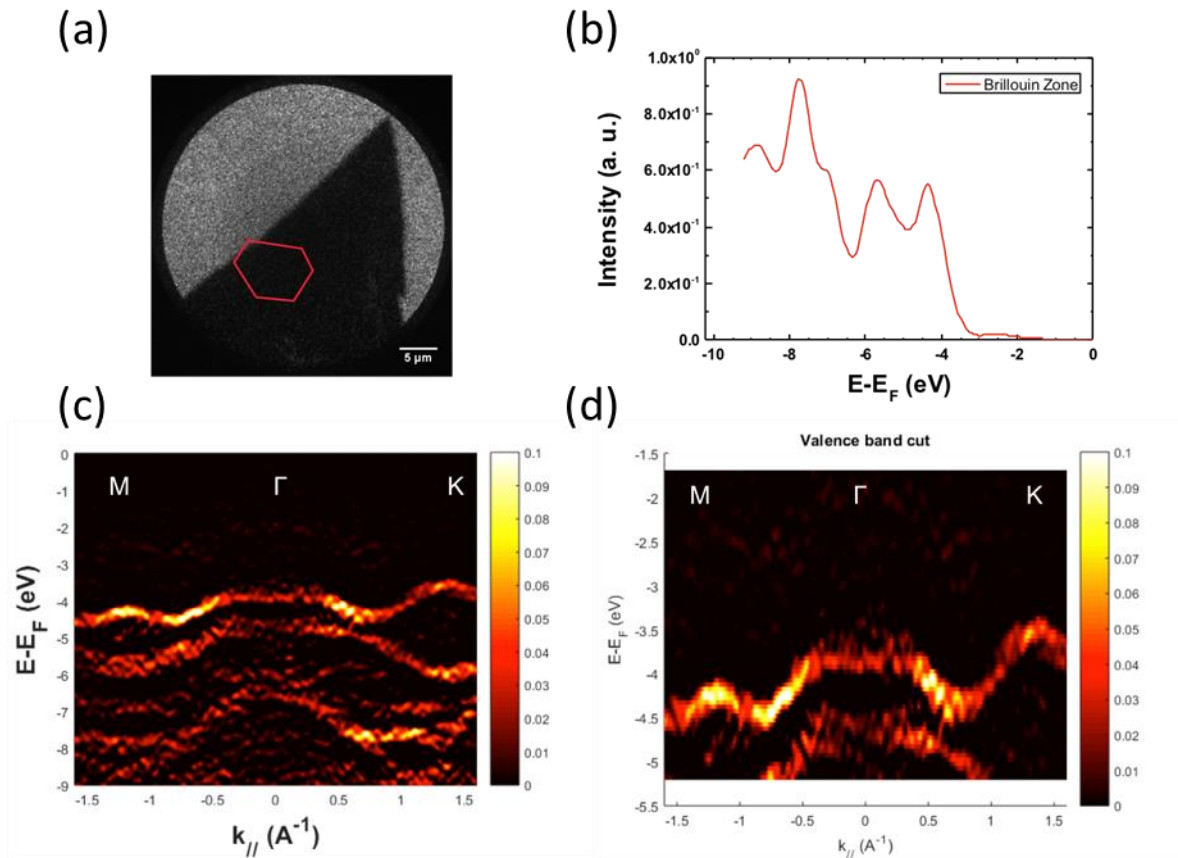 (a)
5 μm
(b)
1.0x10⁰
8.0x10⁻¹
6.0x10⁻¹
4.0x10⁻¹
2.0x10⁻¹
0.0
Intensity (a. u.)
Brillouin Zone
-10 -8 -6 -4 -2 0
E-E_F (eV)
(c)
0
-1
-2
-3
-4
-5
-6
-7
-8
-9
E-E_F (eV)
M Γ K
-1.5 -1 -0.5 0 0.5 1 1.5
k_// (A⁻¹)
0.1
0.09
0.08
0.07
0.06
0.05
0.04
0.03
0.02
0.01
0
(d)
Valence band cut
-1.5
-2
-2.5
-3
-3.5
-4
-4.5
-5
-5.5
E-E_F (eV)
M Γ K
-1.5 -1 -0.5 0 0.5 1 1.5
k_// (A⁻¹)
0.1
0.09
0.08
0.07
0.06
0.05
0.04
0.03
0.02
0.01
0